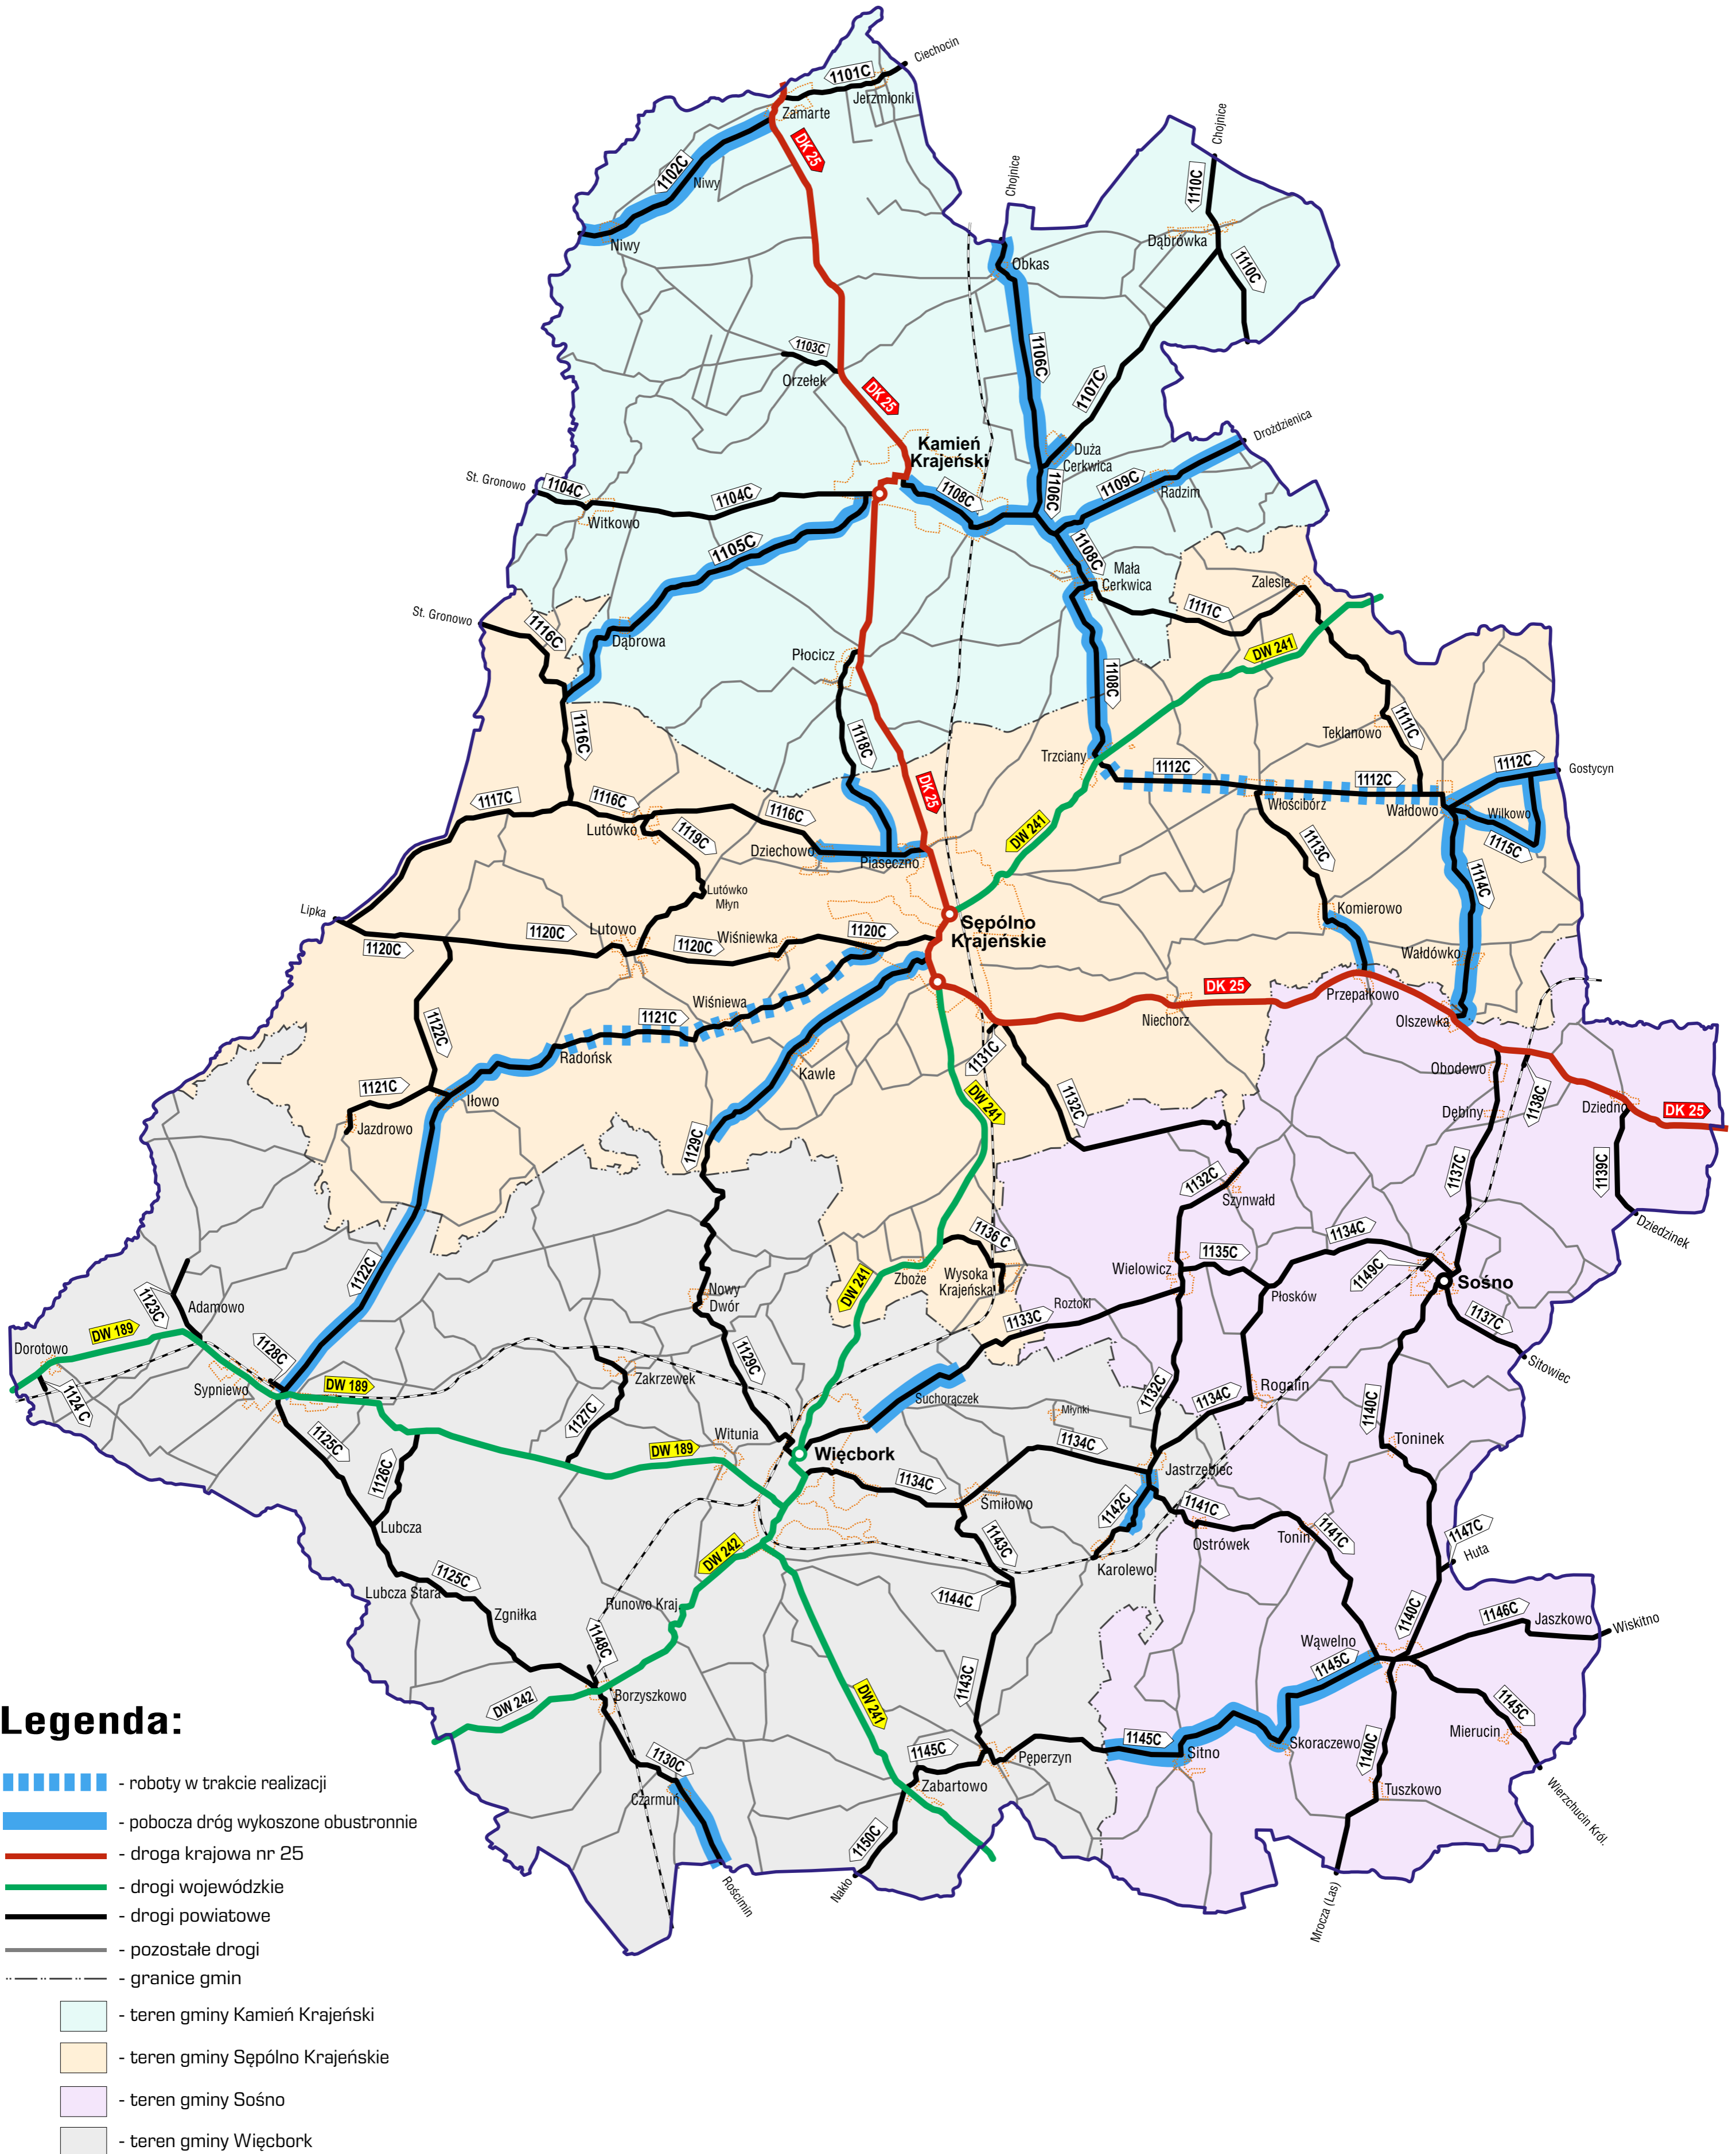 Ciechocin
1101C
Jerzmionki
Zamarte
DK 25
Chojnice
1102C
Niwy
Chojnice
1110C
Niwy
Dąbrówka
Obkas
1110C
1103C
Orzełek
1106C
1107C
DK 25
Drożdzienica
Kamień
Krajeński
Duża
Cerkwica
St. Gronowo
1104C
1104C
1108C
1106C
1109C
Radzim
Witkowo
1105C
1108C
Mała
Cerkwica
Zalesie
St. Gronowo
1116C
1111C
Dąbrowa
Płocicz
DW 241
1108C
1116C
1118C
1111C
Teklanowo
Trzciany
1112C
1112C
1112C
Gostycyn
DK 25
1117C
1116C
1116C
Włościbórz
Wałdowo
Wilkowo
Lutówko
1119C
DW 241
1113C
1115C
Dziechowo
Piaseczno
1114C
Lutówko
Młyn
Lipka
Komierowo
1120C
1120C
Lutowo
1120C
Wiśniewka
1120C
Sępólno
Krajeńskie
Wałdówko
DK 25
Przepałkowo
Wiśniewa
1121C
Niechorz
Olszewka
1122C
Radońsk
1131C
Kawle
Obodowo
1121C
Iłowo
DW 241
1132C
Dębiny
1138C
Dziedno
DK 25
Jazdrowo
1129C
1137C
1139C
1132C
Szynwałd
Dziedzinek
1136 C
1134C
1122C
1135C
1149C
Wielowicz
Zboże
Wysoka
Krajeńska
Sośno
1123C
Adamowo
DW 241
Nowy
Dwór
Roztoki
Płosków
1133C
1137C
DW 189
Dorotowo
1128C
1129C
Sitowiec
Sypniewo
DW 189
Zakrzewek
1124 C
Suchorączek
1132C
1134C
Rogalin
Młynki
1140C
1125C
1127C
Witunia
DW 189
Więcbork
1134C
Toninek
1126C
1134C
Jastrzębiec
Śmiłowo
1142C
1141C
Lubcza
Tonin
1141C
1147C
Ostrówek
DW 242
1143C
Karolewo
Huta
1125C
Lubcza Stara
Runowo Kraj.
1144C
Zgniłka
1140C
1146C
Jaszkowo
Wiskitno
1148C
Wąwelno
1145C
1143C
DW 242
Borzyszkowo
DW 241
1145C
Legenda:
1145C
1145C
Mierucin
Skoraczewo
Sitno
Pęperzyn
1140C
1130C
- roboty w trakcie realizacji
Zabartowo
Tuszkowo
Czarmuń
Wierzchucin Król.
- pobocza dróg wykoszone obustronnie
1150C
- droga krajowa nr 25
Rościmin
Nakło
Mrocza (Las)
- drogi wojewódzkie
- drogi powiatowe
- pozostałe drogi
- granice gmin
- teren gminy Kamień Krajeński
- teren gminy Sępólno Krajeńskie
- teren gminy Sośno
- teren gminy Więcbork